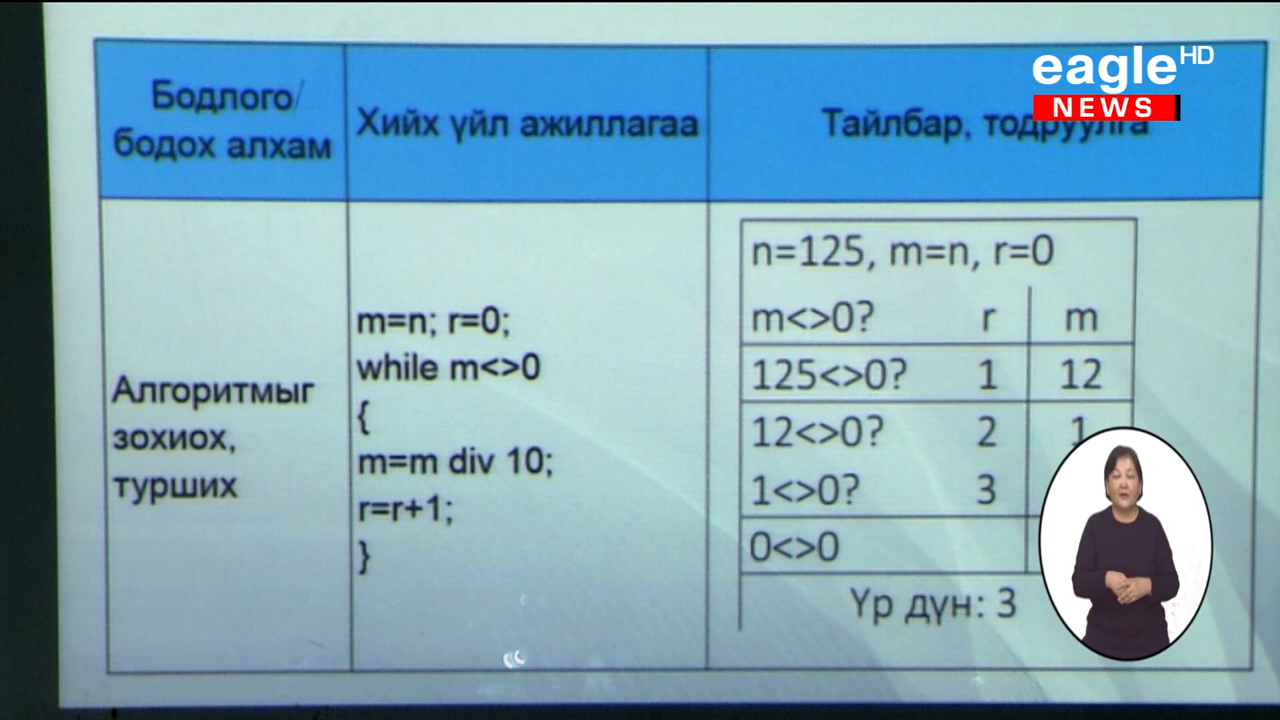 eagle HD
NEWS
Бодлого/
бодох алхам
Хийх үйл ажиллагаа
Тайлбар, тодруулга
Алгоритмыг
зохиох,
турших
m=n; r=0;
while m<>0
{
m=m div 10;
r=r+1;
}
n=125, m=n, r=0
m<>0? r m
125<>0? 1 12
12<>0? 2 1
1<>0? 3
0<>0
Үр дүн: 3